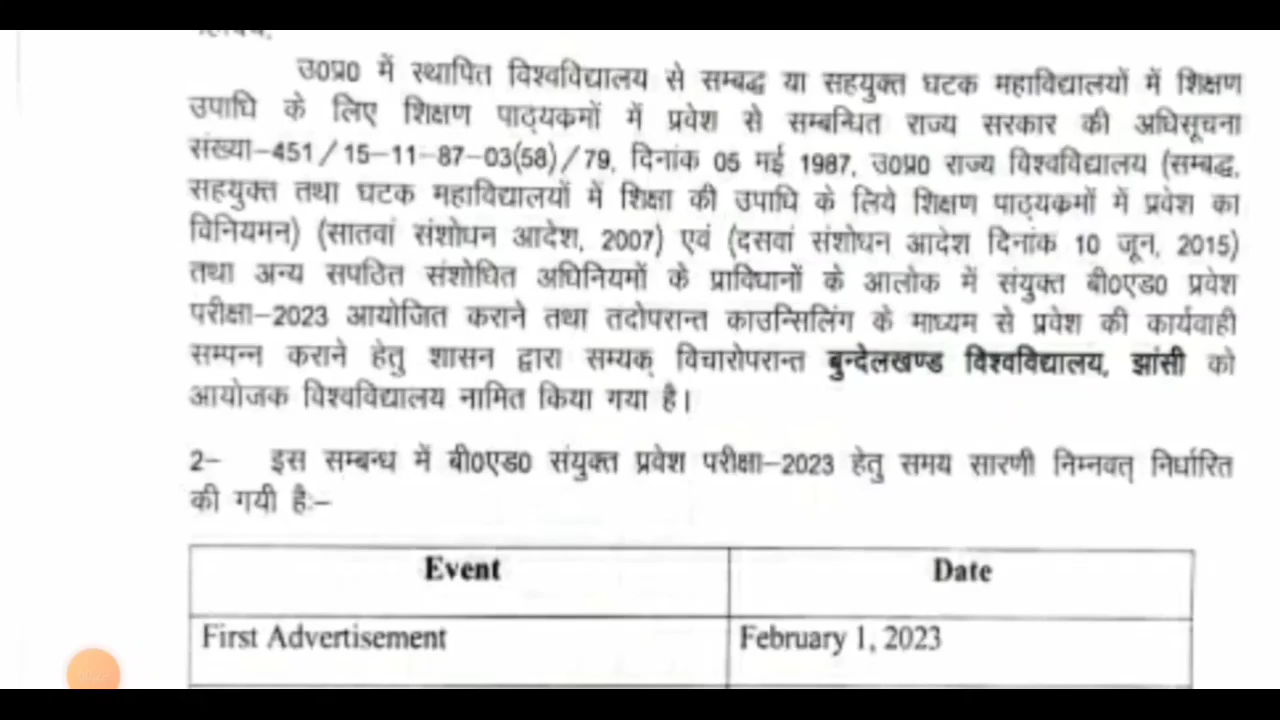 उ0प्र0 में स्थापित विश्वविद्यालय से सम्बद्ध या सहयुक्त घटक महाविद्यालयों में शिक्षण
उपाधि के लिए शिक्षण पाठ्यकमों में प्रवेश से सम्बन्धित राज्य सरकार की अधिसूचना
संख्या–451/15–11–87–03(58)/79, दिनांक 05 मई 1987, उ0प्र0 राज्य विश्वविद्यालय (सम्बद्ध,
सहयुक्त तथा घटक महाविद्यालयों में शिक्षा की उपाधि के लिये शिक्षण पाठ्यकमों में प्रवेश का
विनियमन) (सातवां संशोधन आदेश, 2007) एवं (दसवां संशोधन आदेश दिनांक 10 जून, 2015)
तथा अन्य सपठित संशोधित अधिनियमों के प्राविधानों के आलोक में संयुक्त बी0एड0 प्रवेश
परीक्षा–2023 आयोजित कराने तथा तदोपरान्त काउन्सिलिंग के माध्यम से प्रवेश की कार्यवाही
सम्पन्न कराने हेतु शासन द्वारा सम्यक् विचारोपरान्त बुन्देलखण्ड विश्वविद्यालय, झांसी को
आयोजक विश्वविद्यालय नामित किया गया है।
2– इस सम्बन्ध में बी0एड0 संयुक्त प्रवेश परीक्षा–2023 हेतु समय सारणी निम्नवत् निर्धारित
की गयी है:–
Event Date
First Advertisement February 1, 2023